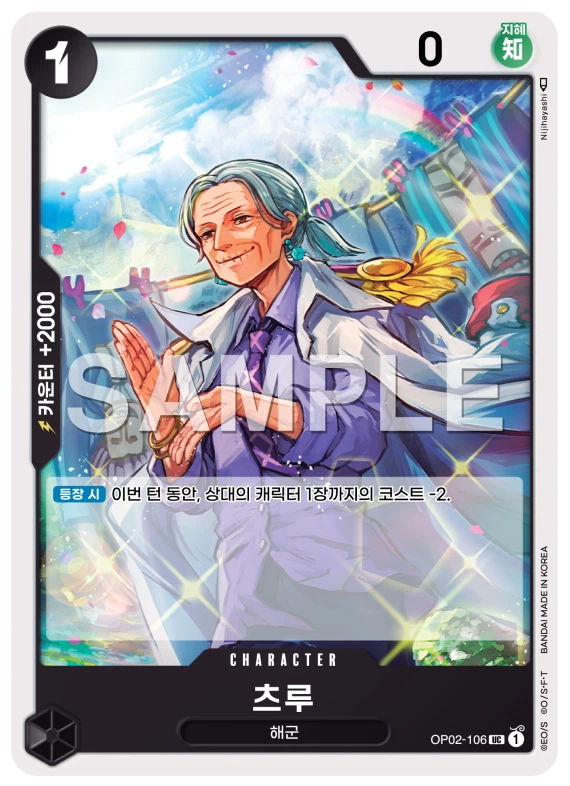 1
0
지혜
知
Nijihayashi
카운터 +2000
SAMPLE
등장 시 이번 턴 동안, 상대의 캐릭터 1장까지의 코스트 -2.
CHARACTER
츠루
해군
OP02-106 UC 1
©EO/S ©O/S·F·T BANDAI MADE IN KOREA